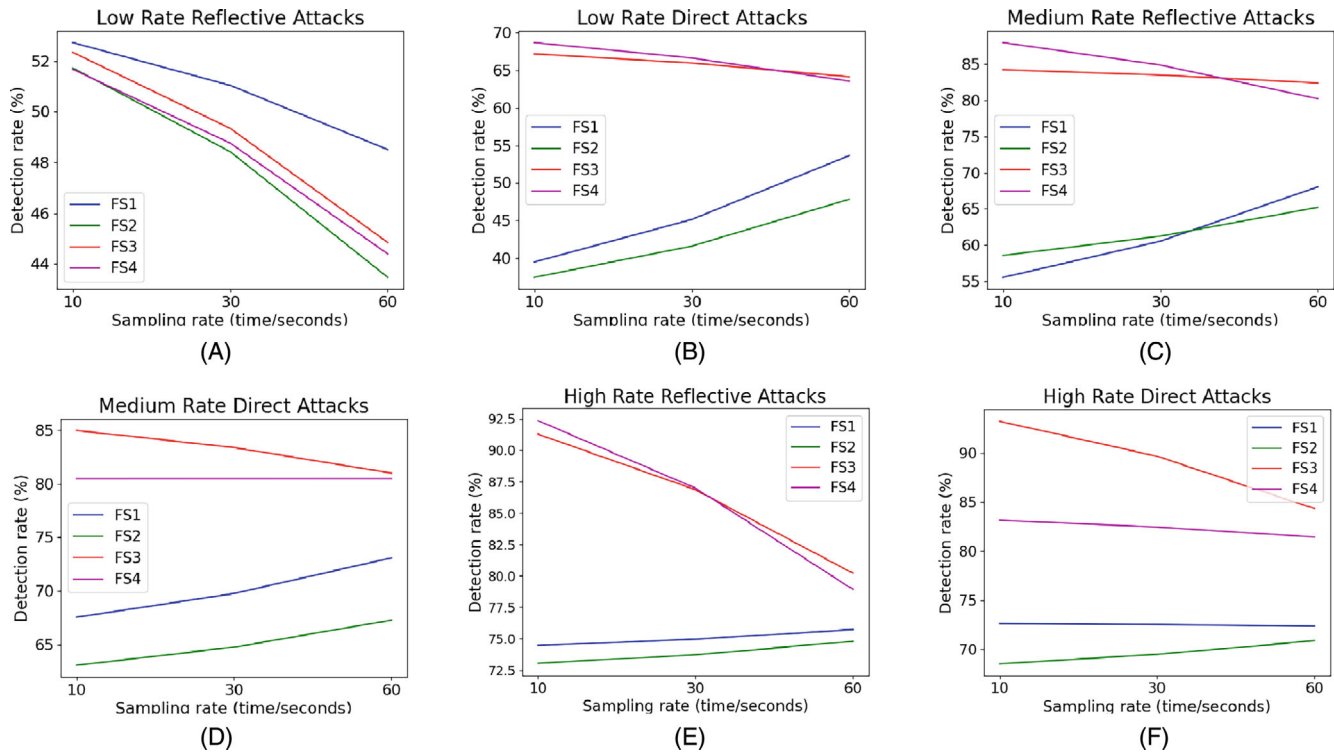 Low Rate Reflective Attacks
Detection rate (%)
52
50
48
46
44
FS1
FS2
FS3
FS4
10 30 60
Sampling rate (time/seconds)
(A)
Low Rate Direct Attacks
Detection rate (%)
70
65
60
55
50
45
40
FS1
FS2
FS3
FS4
10 30 60
Sampling rate (time/seconds)
(B)
Medium Rate Reflective Attacks
Detection rate (%)
85
80
75
70
65
60
55
FS1
FS2
FS3
FS4
10 30 60
Sampling rate (time/seconds)
(C)
Medium Rate Direct Attacks
Detection rate (%)
85
80
75
70
65
FS1
FS2
FS3
FS4
10 30 60
Sampling rate (time/seconds)
(D)
High Rate Reflective Attacks
Detection rate (%)
92.5
90.0
87.5
85.0
82.5
80.0
77.5
75.0
72.5
FS1
FS2
FS3
FS4
10 30 60
Sampling rate (time/seconds)
(E)
High Rate Direct Attacks
Detection rate (%)
90
85
80
75
70
FS1
FS2
FS3
FS4
10 30 60
Sampling rate (time/seconds)
(F)